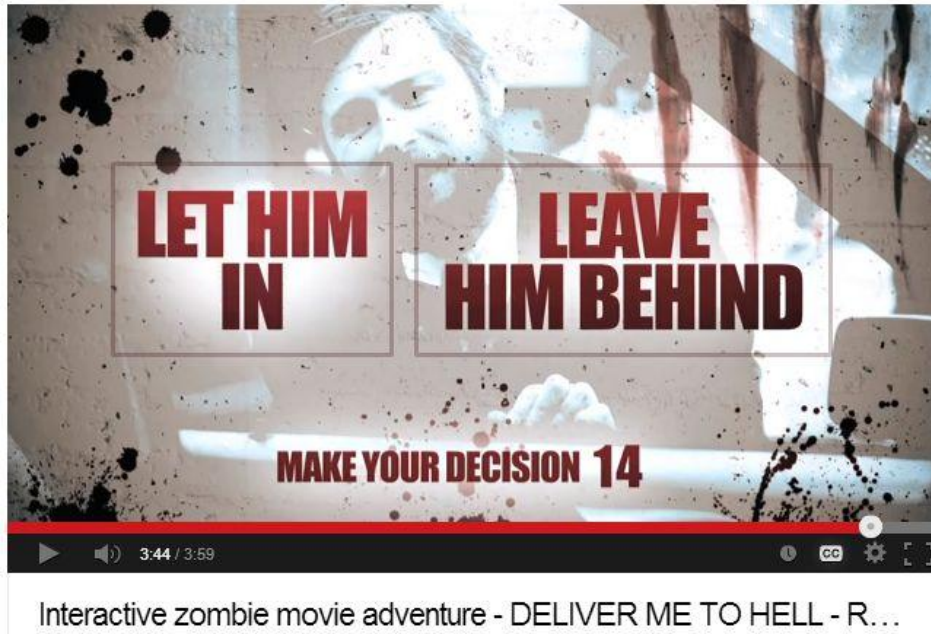 LET HIM
IN
LEAVE
HIM BEHIND
MAKE YOUR DECISION 14
3:44 / 3:59
CC
Interactive zombie movie adventure - DELIVER ME TO HELL - R...